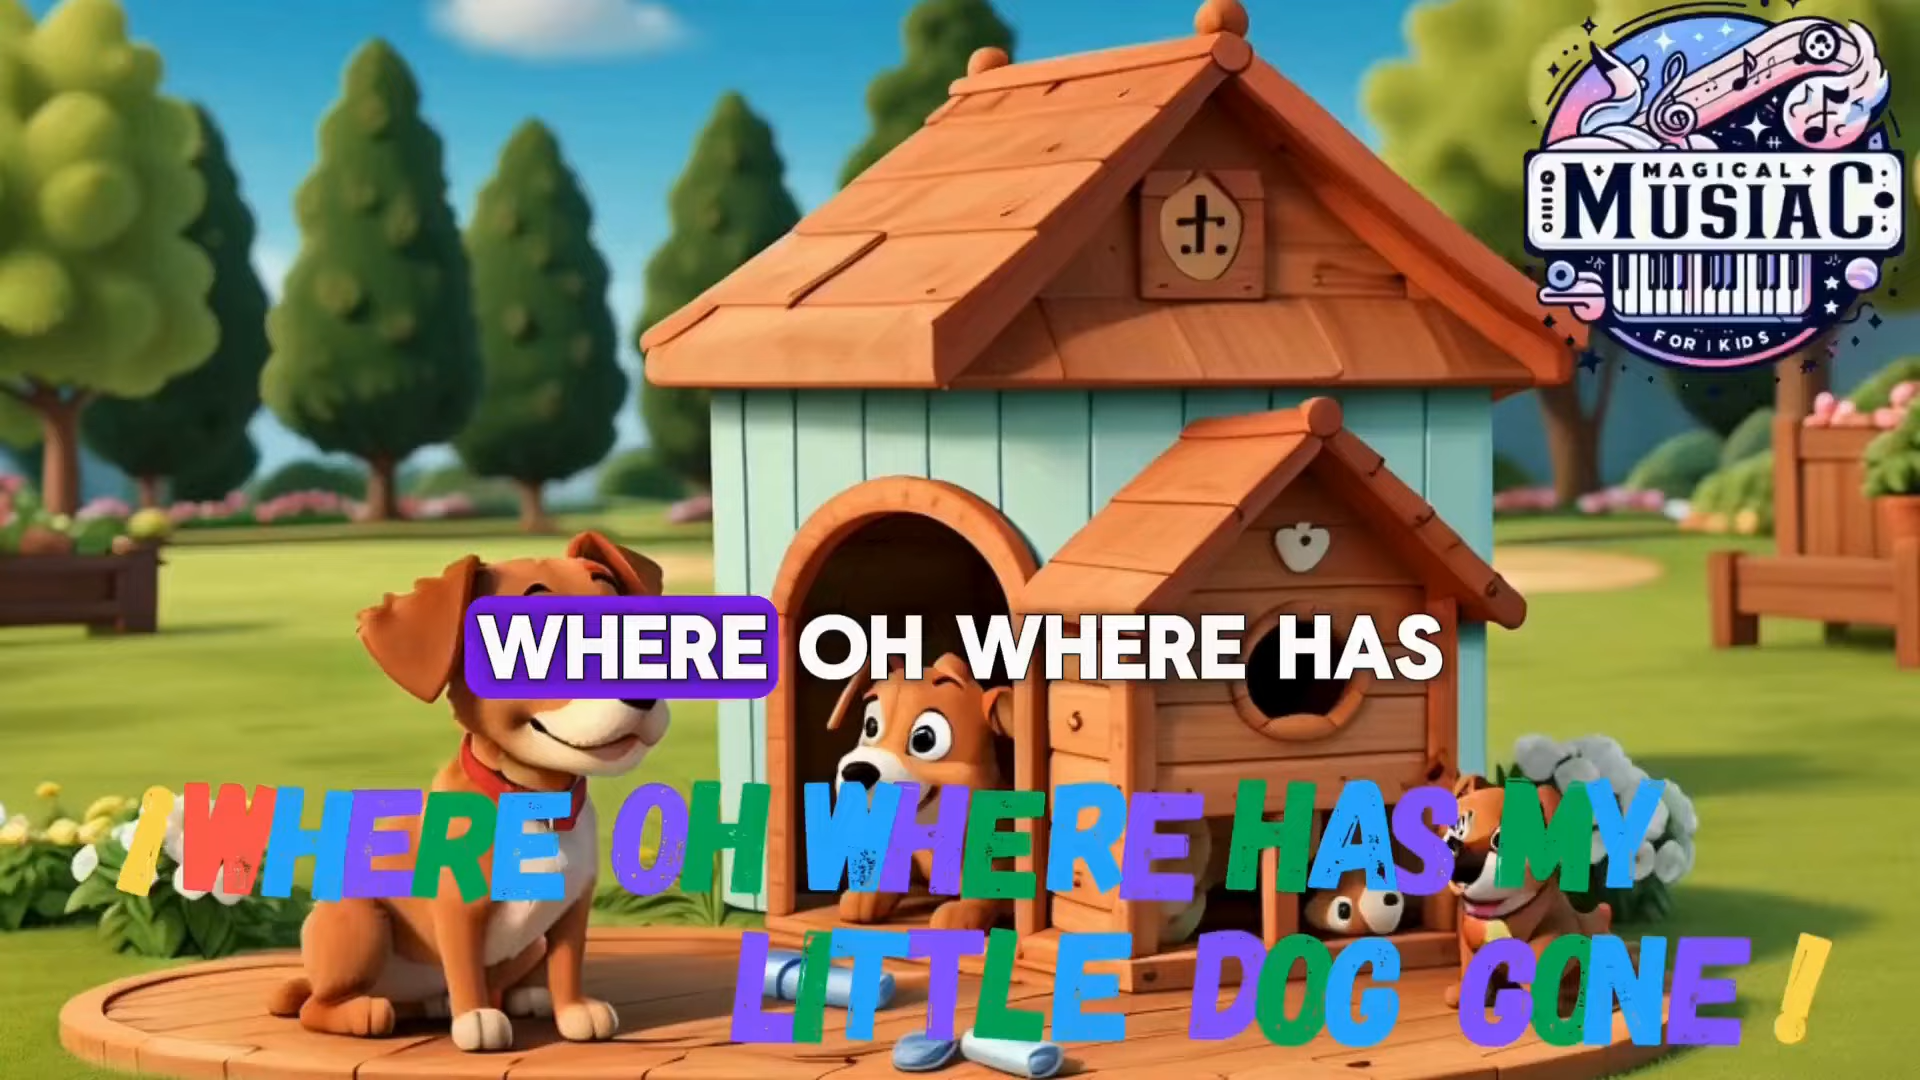 MAGICAL
MUSIAC
FOR KIDS
WHERE OH WHERE HAS
¡WHERE OH WHERE HAS MY
LITTLE DOG GONE!